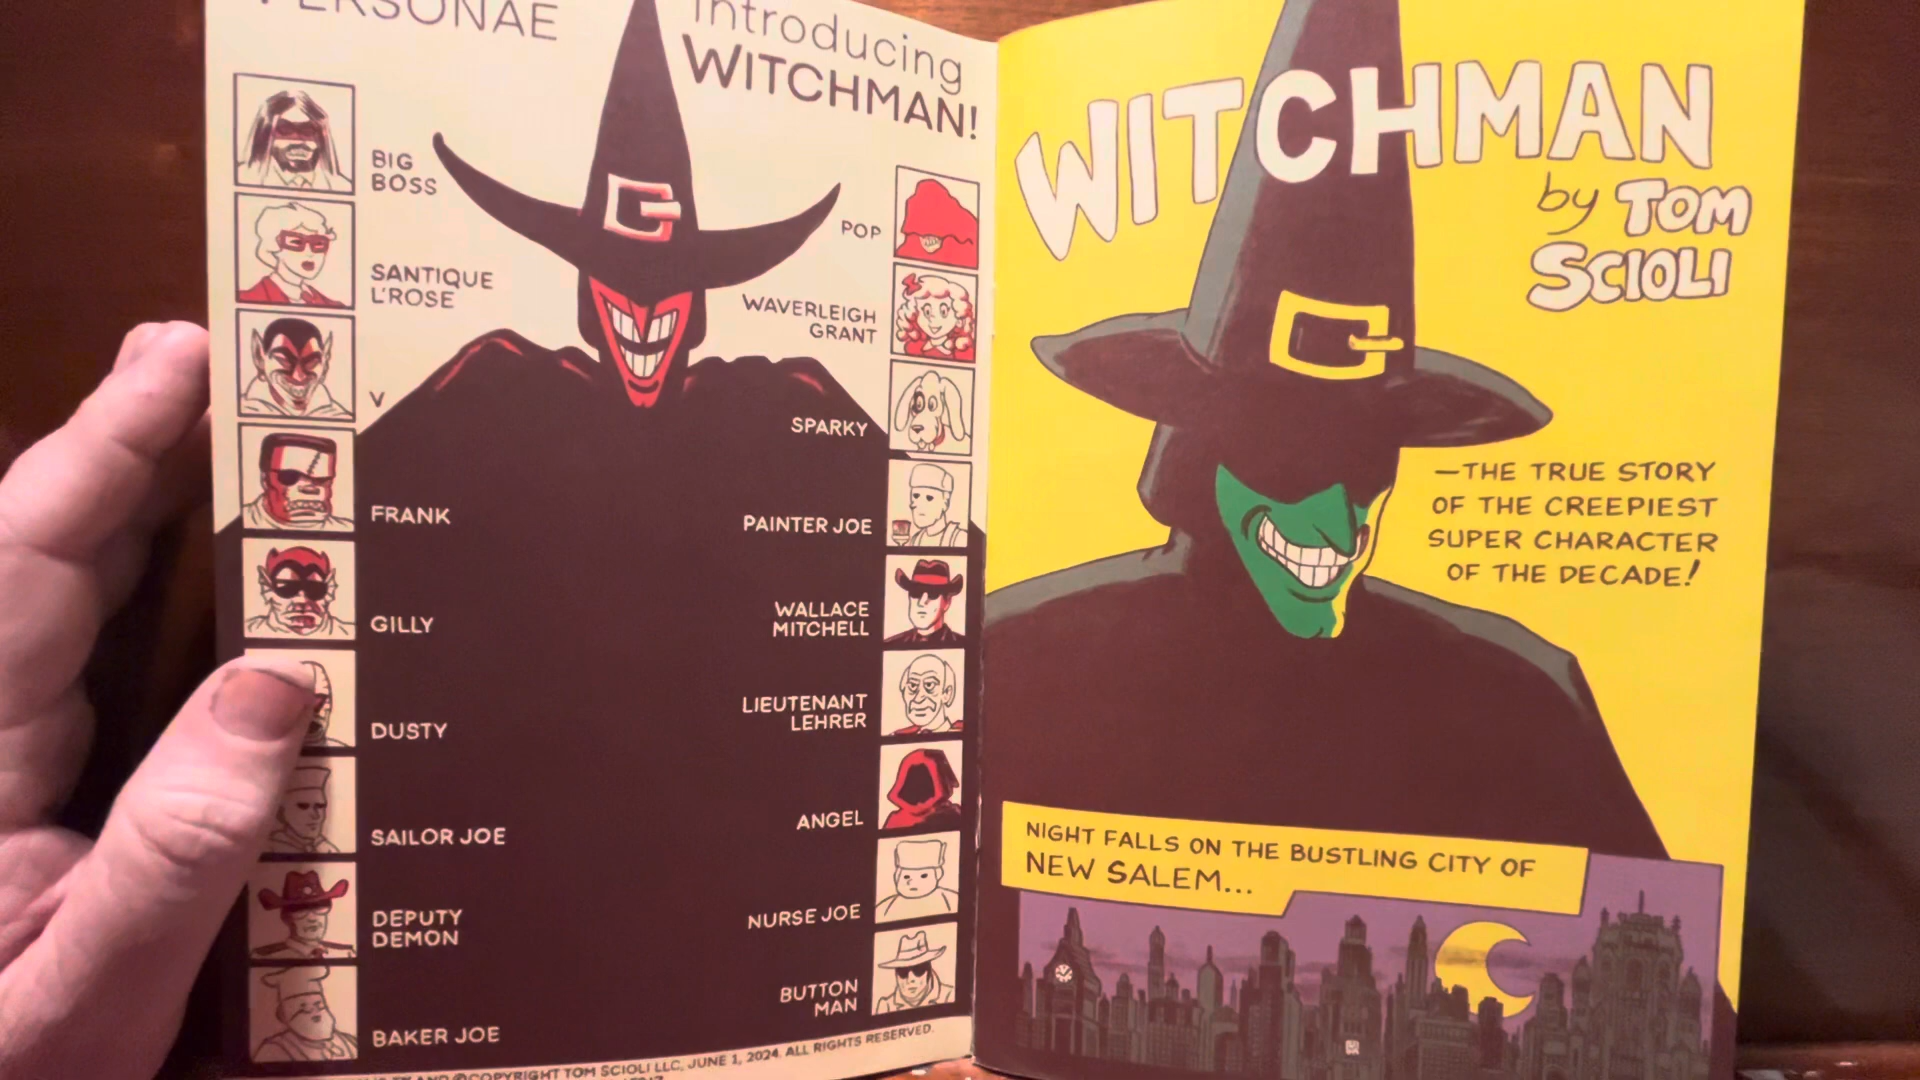 PERSONAE
Introducing
WITCHMAN!
BIG
BOSS
SANTIQUE
L'ROSE
V
FRANK
GILLY
DUSTY
SAILOR JOE
DEPUTY
DEMON
BAKER JOE
POP
WAVERLEIGH
GRANT
SPARKY
PAINTER JOE
WALLACE
MITCHELL
LIEUTENANT
LEHRER
ANGEL
NURSE JOE
BUTTON
MAN
AND ©COPYRIGHT TOM SCIOLI LLC, JUNE 1, 2024. ALL RIGHTS RESERVED.
WITCHMAN
by TOM
SCIOLI
—THE TRUE STORY
OF THE CREEPIEST
SUPER CHARACTER
OF THE DECADE!
NIGHT FALLS ON THE BUSTLING CITY OF
NEW SALEM...